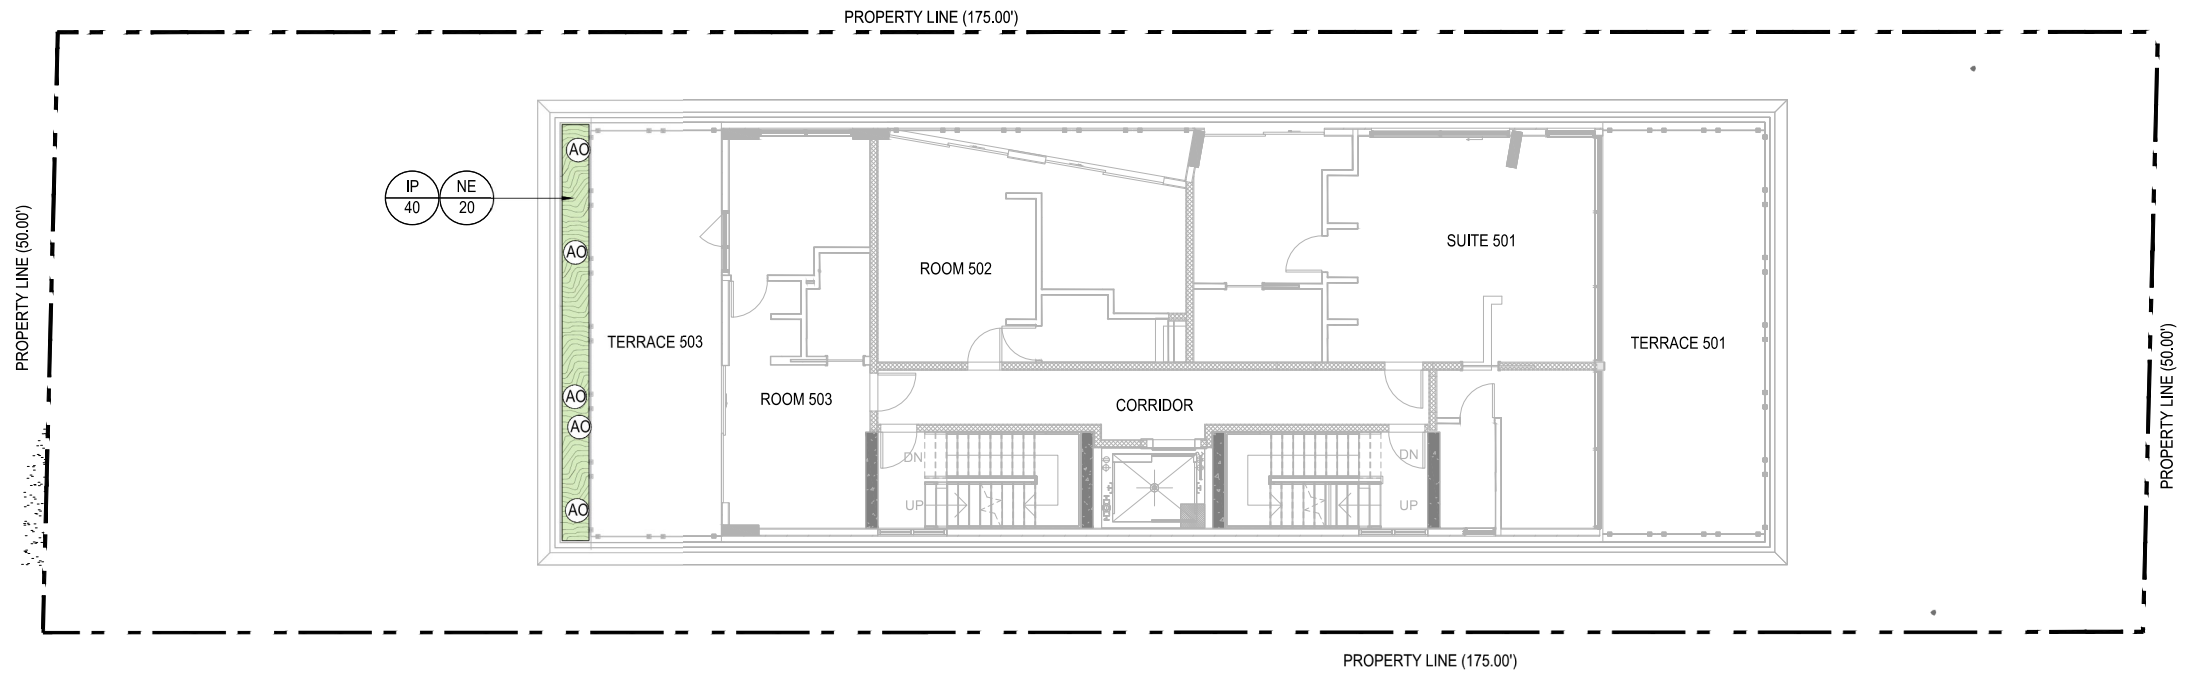 PROPERTY LINE (175.00')
AO
IP
40
NE
20
PROPERTY LINE (50.00')
AO
SUITE 501
ROOM 502
TERRACE 503
TERRACE 501
PROPERTY LINE (50.00')
AO
ROOM 503
CORRIDOR
AO
DN
DN
UP
UP
AO
PROPERTY LINE (175.00')